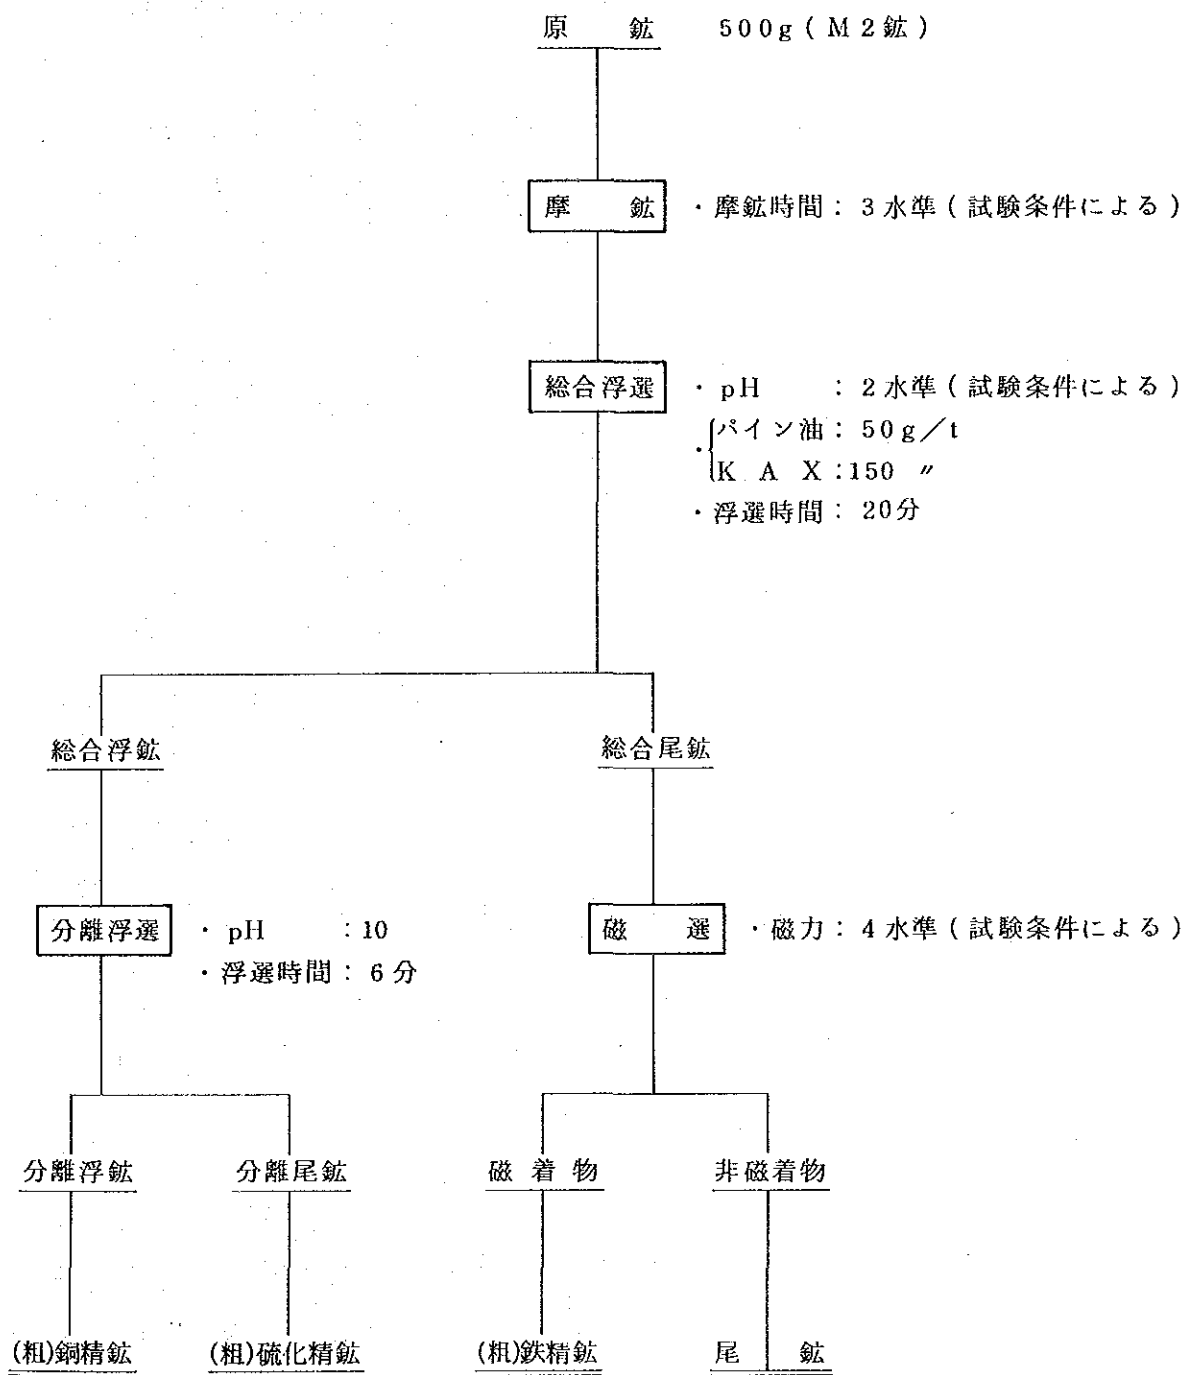 原 鉱 500g ( M 2 鉱 )
摩 鉱 ・摩鉱時間 : 3 水準 ( 試験条件による )
総合浮選 ・ pH : 2 水準 ( 試験条件による )
・パイン油 : 50 g／t
K A X : 150 〃
・浮選時間 : 20分
総合浮鉱 総合尾鉱
分離浮選 ・ pH : 10 磁 選 ・磁力 : 4 水準 ( 試験条件による )
・浮選時間 : 6 分
分離浮鉱 分離尾鉱 磁 着 物 非磁着物
(粗)銅精鉱 (粗)硫化精鉱 (粗)鉄精鉱 尾 鉱